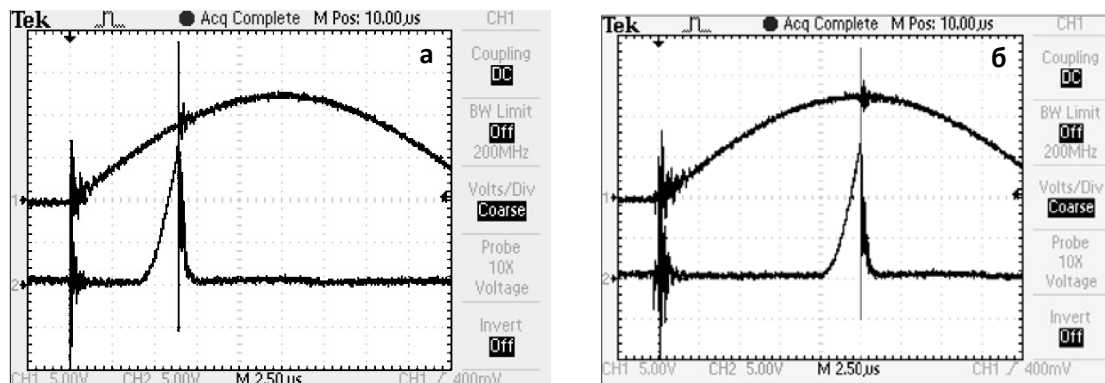 Tek Acq Complete M Pos: 10.00µs CH1
а
Coupling
DC
BW Limit
Off
200MHz
Volts/Div
Coarse
Probe
10X
Voltage
Invert
Off
1
2
CH1 5.00V CH2 5.00V M 2.50µs CH1 / 400mV
Tek Acq Complete M Pos: 10.00µs CH1
б
Coupling
DC
BW Limit
Off
200MHz
Volts/Div
Coarse
Probe
10X
Voltage
Invert
Off
1
2
CH1 5.00V CH2 5.00V M 2.50µs CH1 / 400mV